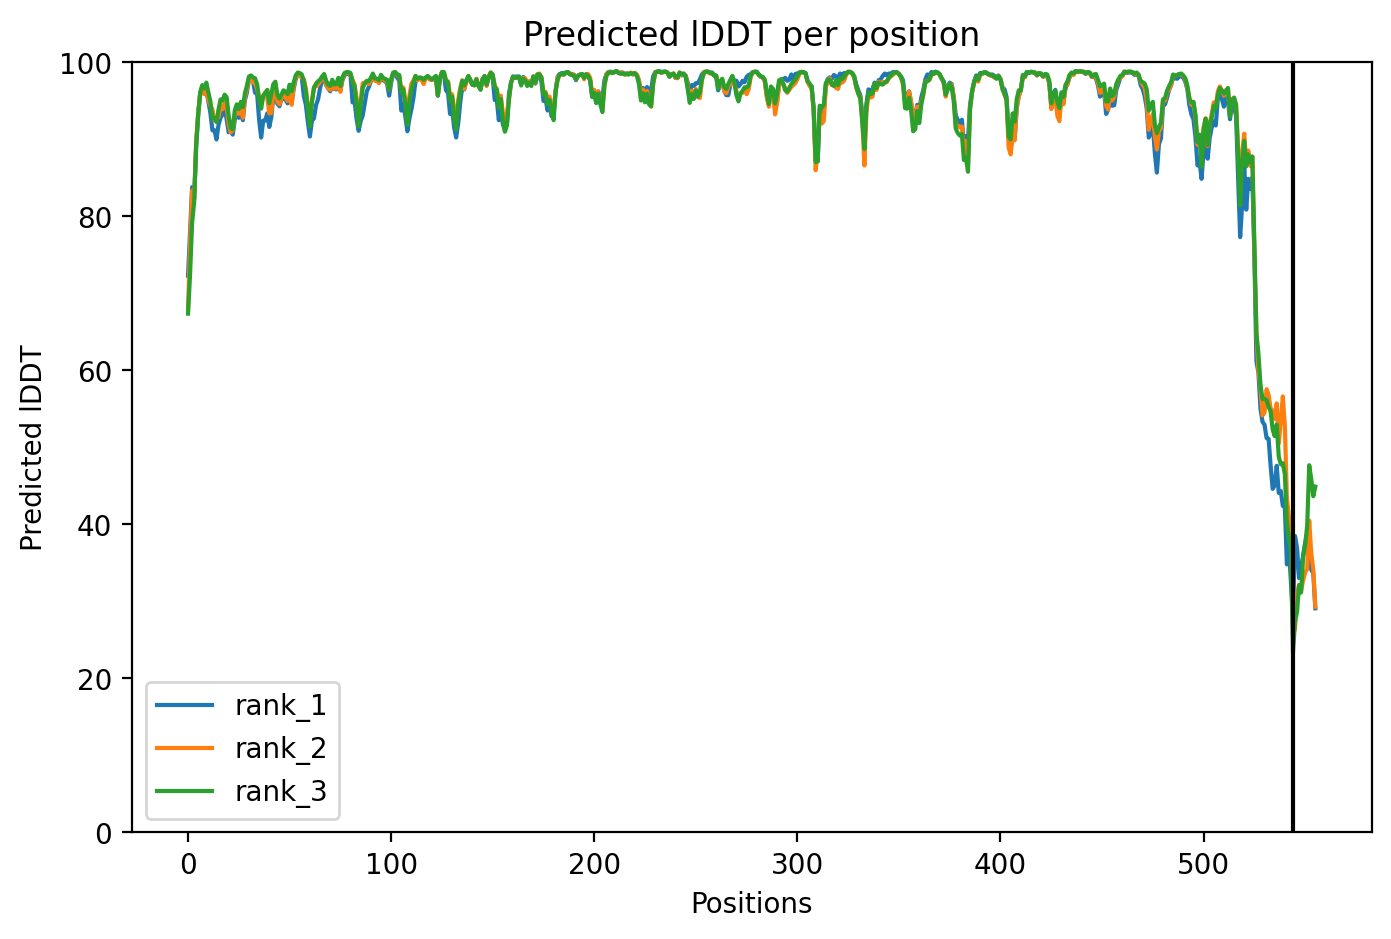 Predicted lDDT per position
Predicted lDDT
100
80
60
40
20
0
rank_1
rank_2
rank_3
0 100 200 300 400 500
Positions